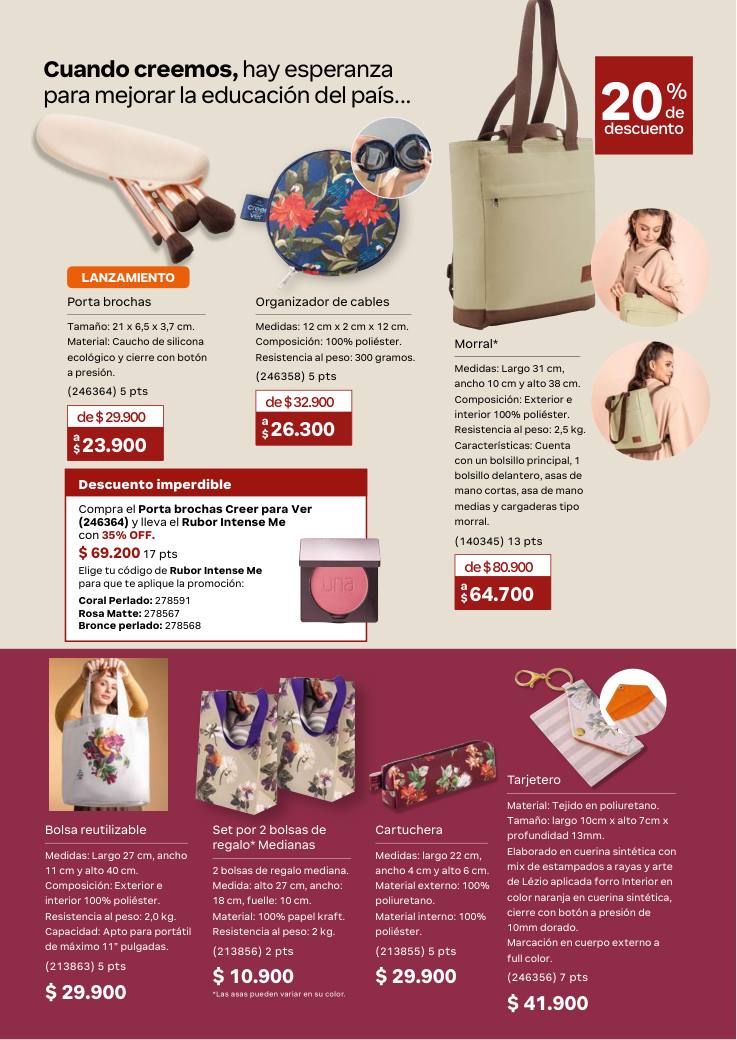 Cuando creemos, hay esperanza
para mejorar la educación del país...
20%
de
descuento
LANZAMIENTO
Porta brochas
Tamaño: 21 x 6,5 x 3,7 cm.
Material: Caucho de silicona
ecológico y cierre con botón
a presión.
(246364) 5 pts
de $ 29.900
a
$ 23.900
Organizador de cables
Medidas: 12 cm x 2 cm x 12 cm.
Composición: 100% poliéster.
Resistencia al peso: 300 gramos.
(246358) 5 pts
de $ 32.900
a
$ 26.300
Morral*
Medidas: Largo 31 cm,
ancho 10 cm y alto 38 cm.
Composición: Exterior e
interior 100% poliéster.
Resistencia al peso: 2,5 kg.
Características: Cuenta
con un bolsillo principal, 1
bolsillo delantero, asas de
mano cortas, asa de mano
medias y cargaderas tipo
morral.
(140345) 13 pts
de $ 80.900
a
$ 64.700
Descuento imperdible
Compra el Porta brochas Creer para Ver
(246364) y lleva el Rubor Intense Me
con 35% OFF.
$ 69.200 17 pts
Elige tu código de Rubor Intense Me
para que te aplique la promoción:
Coral Perlado: 278591
Rosa Matte: 278567
Bronce perlado: 278568
una
Bolsa reutilizable
Medidas: Largo 27 cm, ancho
11 cm y alto 40 cm.
Composición: Exterior e
interior 100% poliéster.
Resistencia al peso: 2,0 kg.
Capacidad: Apto para portátil
de máximo 11" pulgadas.
(213863) 5 pts
$ 29.900
Set por 2 bolsas de
regalo* Medianas
2 bolsas de regalo mediana.
Medida: alto 27 cm, ancho:
18 cm, fuelle: 10 cm.
Material: 100% papel kraft.
Resistencia al peso: 2 kg.
(213856) 2 pts
$ 10.900
*Las asas pueden variar en su color.
Cartuchera
Medidas: largo 22 cm,
ancho 4 cm y alto 6 cm.
Material externo: 100%
poliuretano.
Material interno: 100%
poliéster.
(213855) 5 pts
$ 29.900
Tarjetero
Material: Tejido en poliuretano.
Tamaño: largo 10cm x alto 7cm x
profundidad 13mm.
Elaborado en cuerina sintética con
mix de estampados a rayas y arte
de Lézio aplicada forro Interior en
color naranja en cuerina sintética,
cierre con botón a presión de
10mm dorado.
Marcación en cuerpo externo a
full color.
(246356) 7 pts
$ 41.900